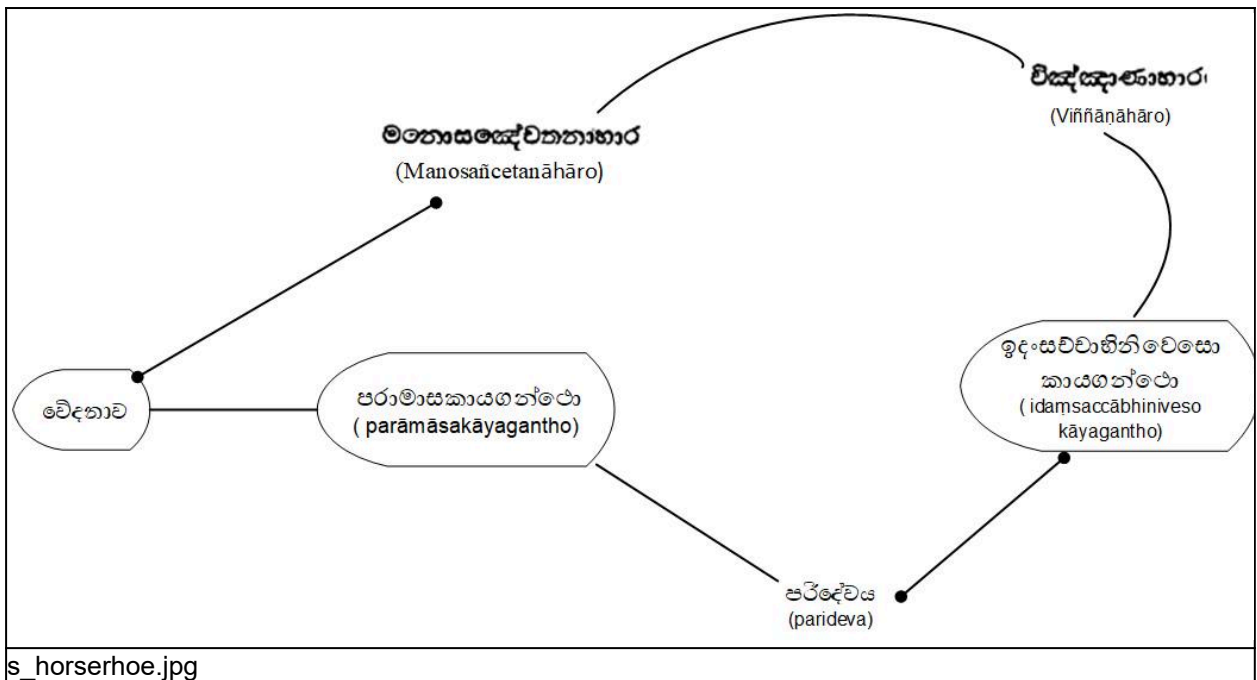 මනොසඤ්චේතනාහාර
(Manosañcetanāhāro)
විඤ්ඤාණාහාර
(Viññāṇāhāro)
වේදනාව
පරාමාසකායගන්ථො
( parāmāsakāyagantho)
ඉදංසච්චාභිනිවෙසො
කායගන්ථො
( idaṃsaccābhiniveso
kāyagantho)
පරිදේවය
(parideva)
s_horserhoe.jpg